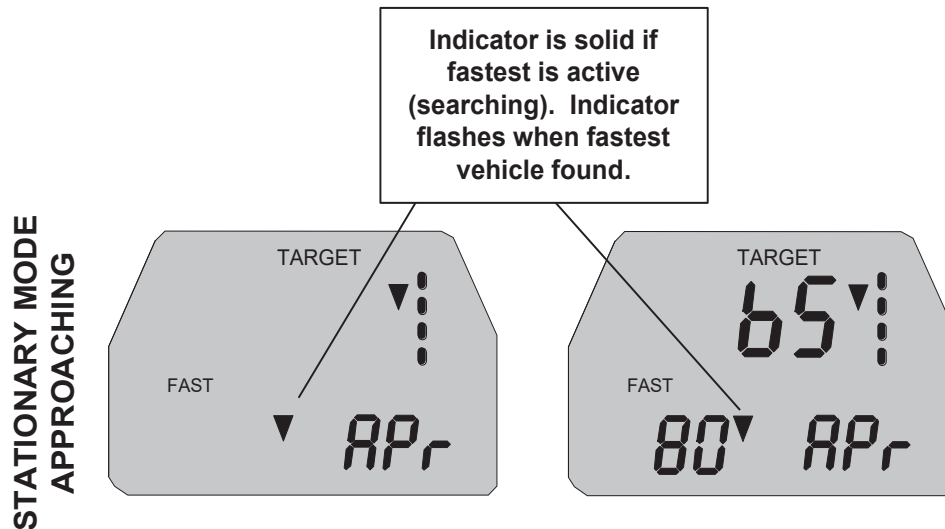 Indicator is solid if
fastest is active
(searching). Indicator
flashes when fastest
vehicle found.
STATIONARY MODE
APPROACHING
TARGET
FAST
APr
TARGET
65
FAST
80 APr